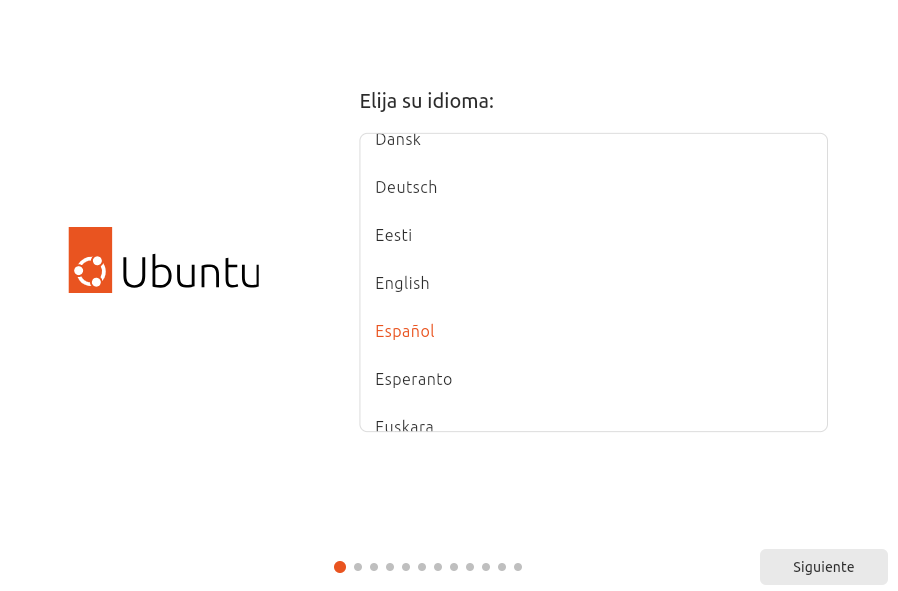 Elija su idioma:
Dansk
Deutsch
Eesti
English
Español
Esperanto
Euskara
Ubuntu
Siguiente